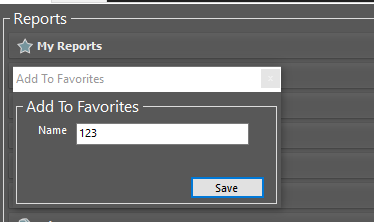 Reports
My Reports
Add To Favorites
x
Add To Favorites
Name 123
Save